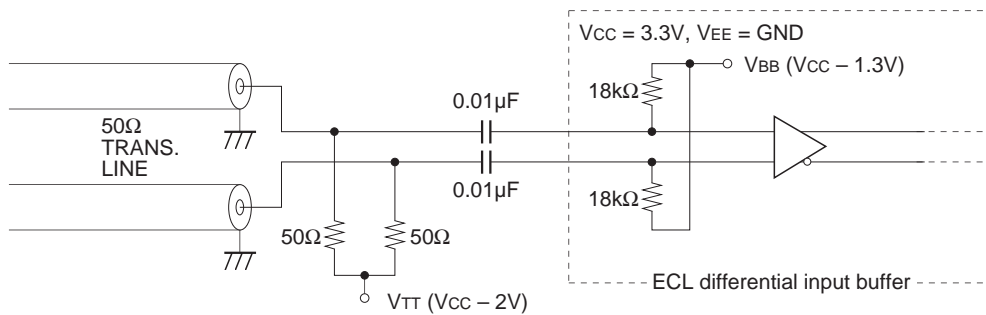 VCC = 3.3V, VEE = GND
VBB (VCC – 1.3V)
18kΩ
0.01µF
50Ω
TRANS.
LINE
0.01µF
18kΩ
50Ω
50Ω
VTT (VCC – 2V)
ECL differential input buffer